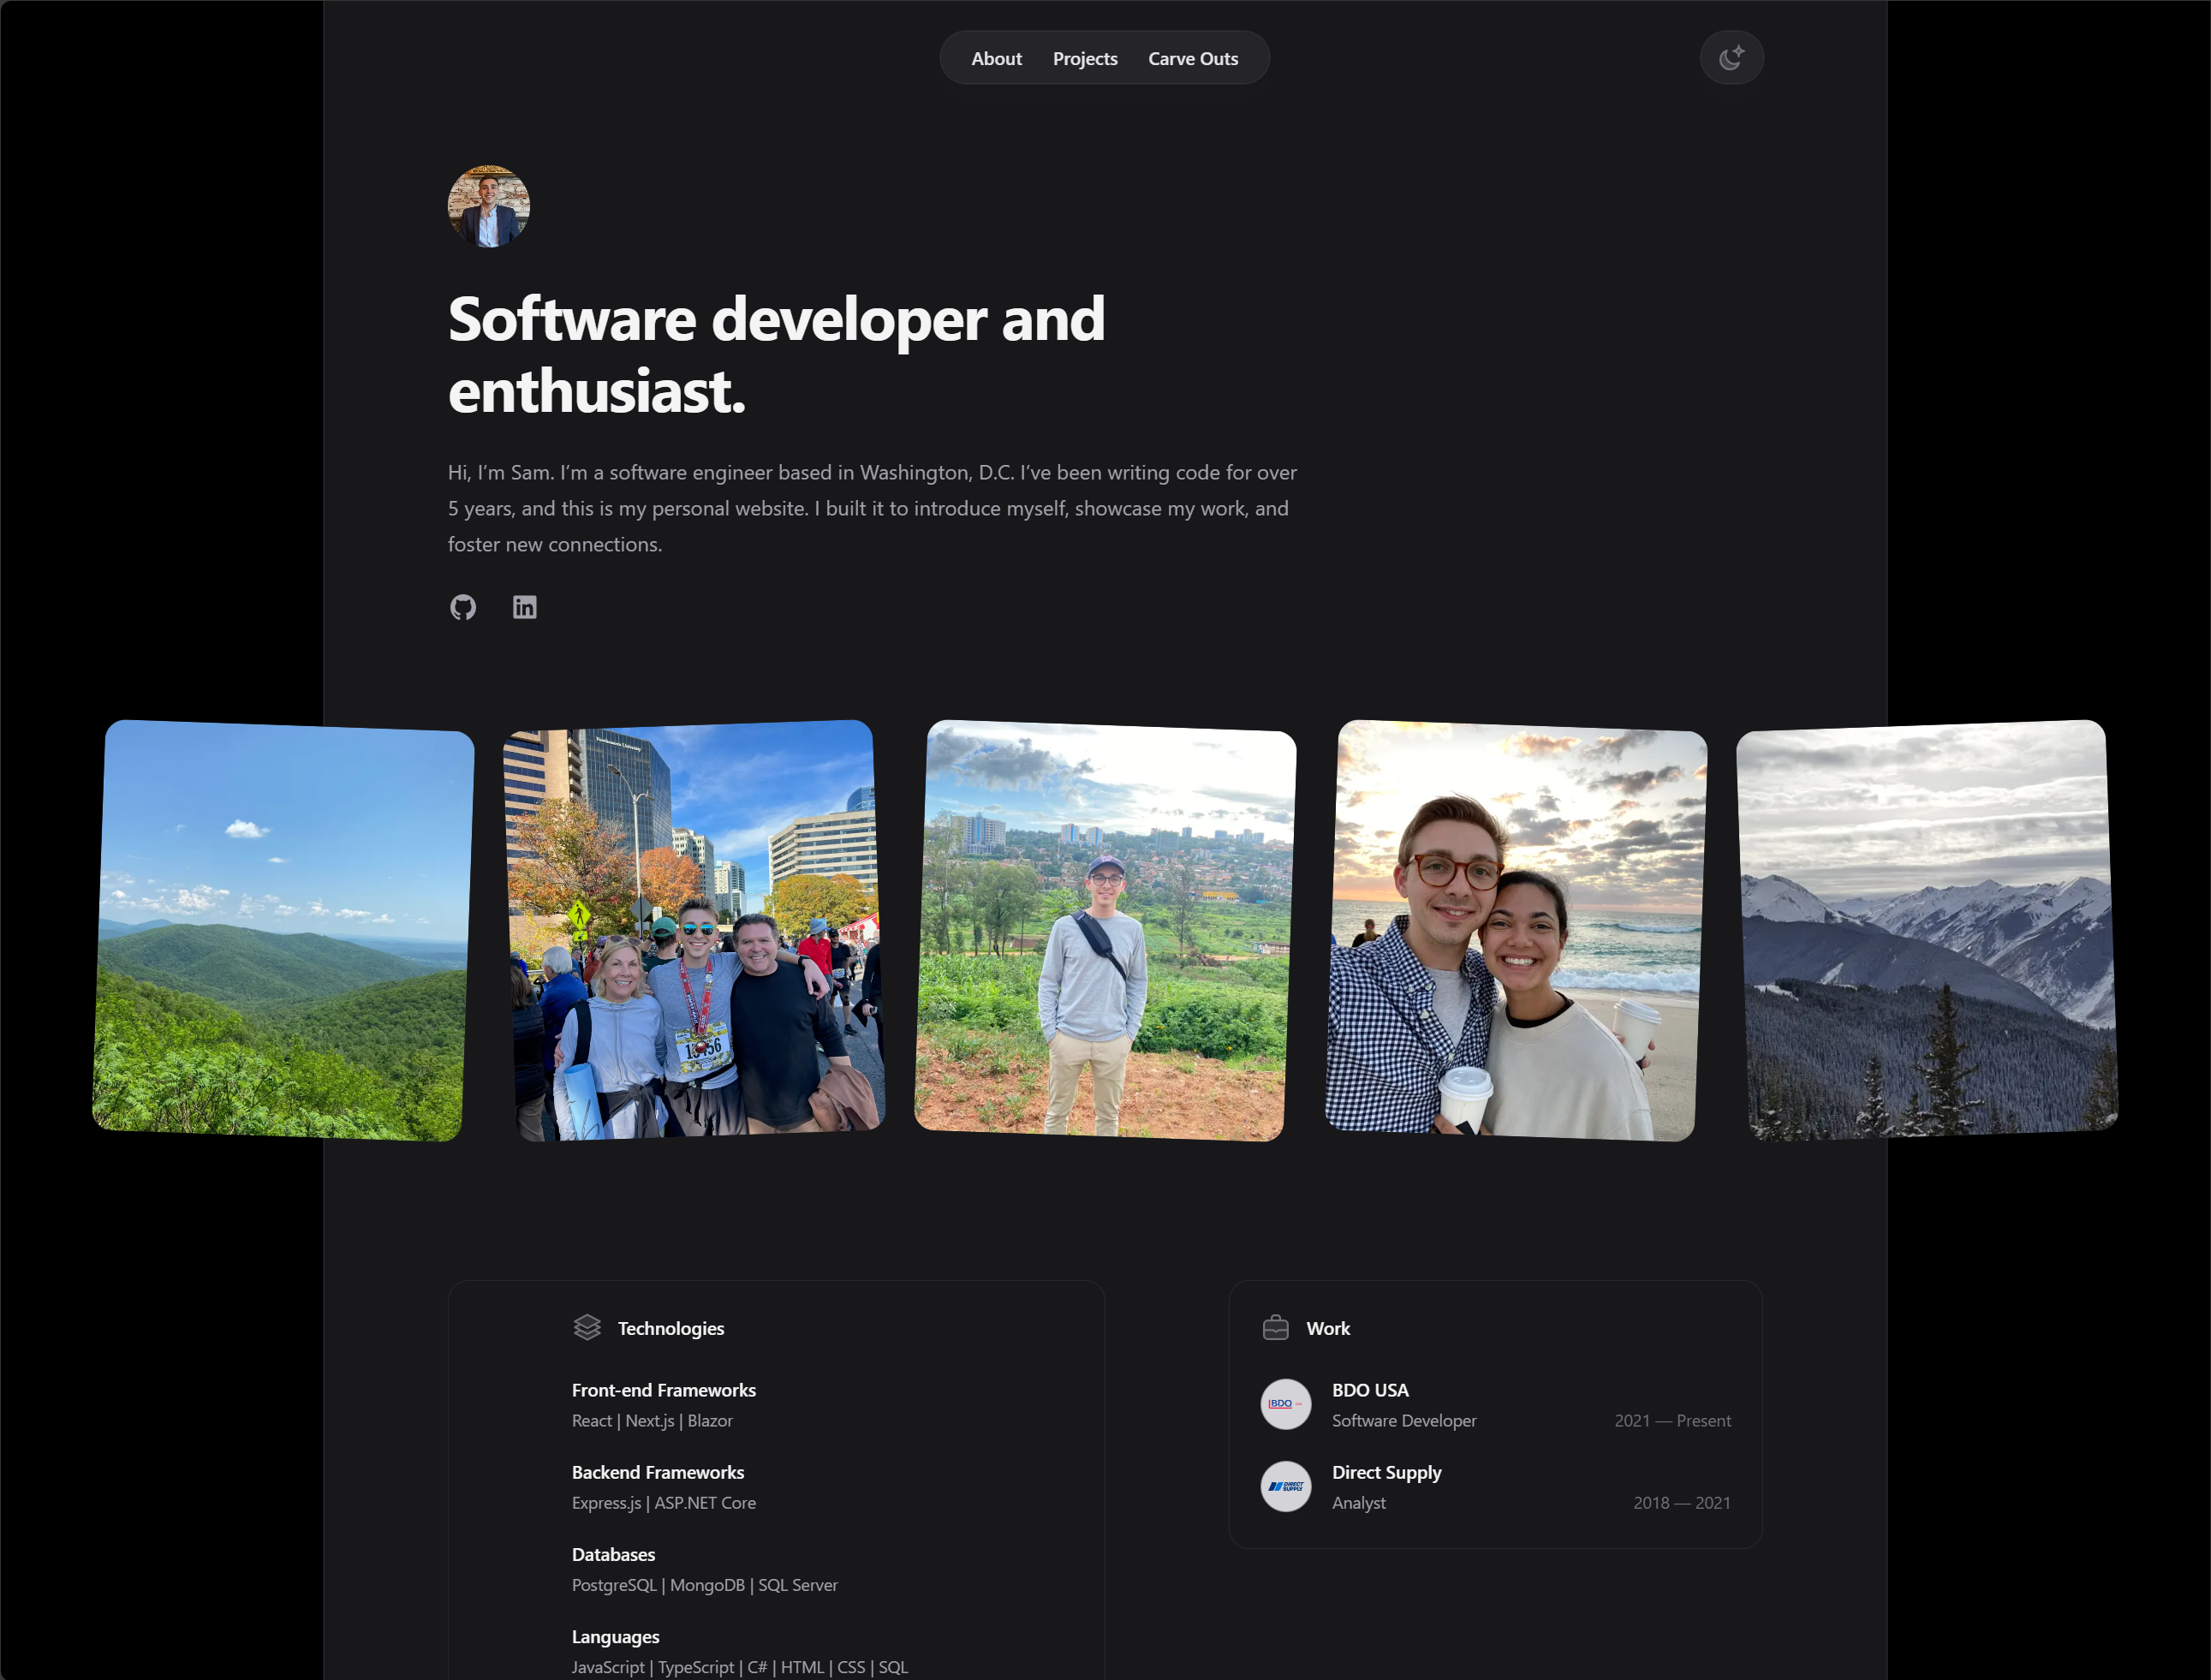 About Projects Carve Outs
Software developer and
enthusiast.
Hi, I’m Sam. I’m a software engineer based in Washington, D.C. I’ve been writing code for over
5 years, and this is my personal website. I built it to introduce myself, showcase my work, and
foster new connections.
in
Technologies
Front-end Frameworks
React | Next.js | Blazor
Backend Frameworks
Express.js | ASP.NET Core
Databases
PostgreSQL | MongoDB | SQL Server
Languages
JavaScript | TypeScript | C# | HTML | CSS | SQL
Work
BDO
BDO USA
Software Developer 2021 — Present
DIRECT
SUPPLY
Direct Supply
Analyst 2018 — 2021